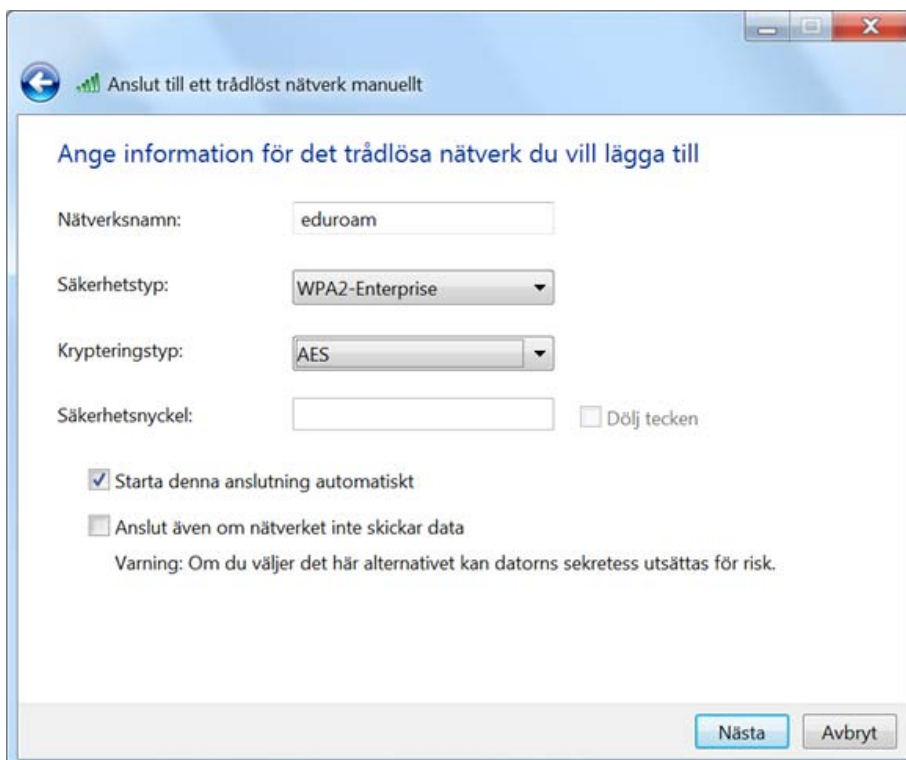 Anslut till ett trådlöst nätverk manuellt
Ange information för det trådlösa nätverk du vill lägga till
Nätverksnamn: eduroam
Säkerhetstyp: WPA2-Enterprise
Krypteringstyp: AES
Säkerhetsnyckel: Dölj tecken
Starta denna anslutning automatiskt
Anslut även om nätverket inte skickar data
Varning: Om du väljer det här alternativet kan datorns sekretess utsättas för risk.
Nästa Avbryt